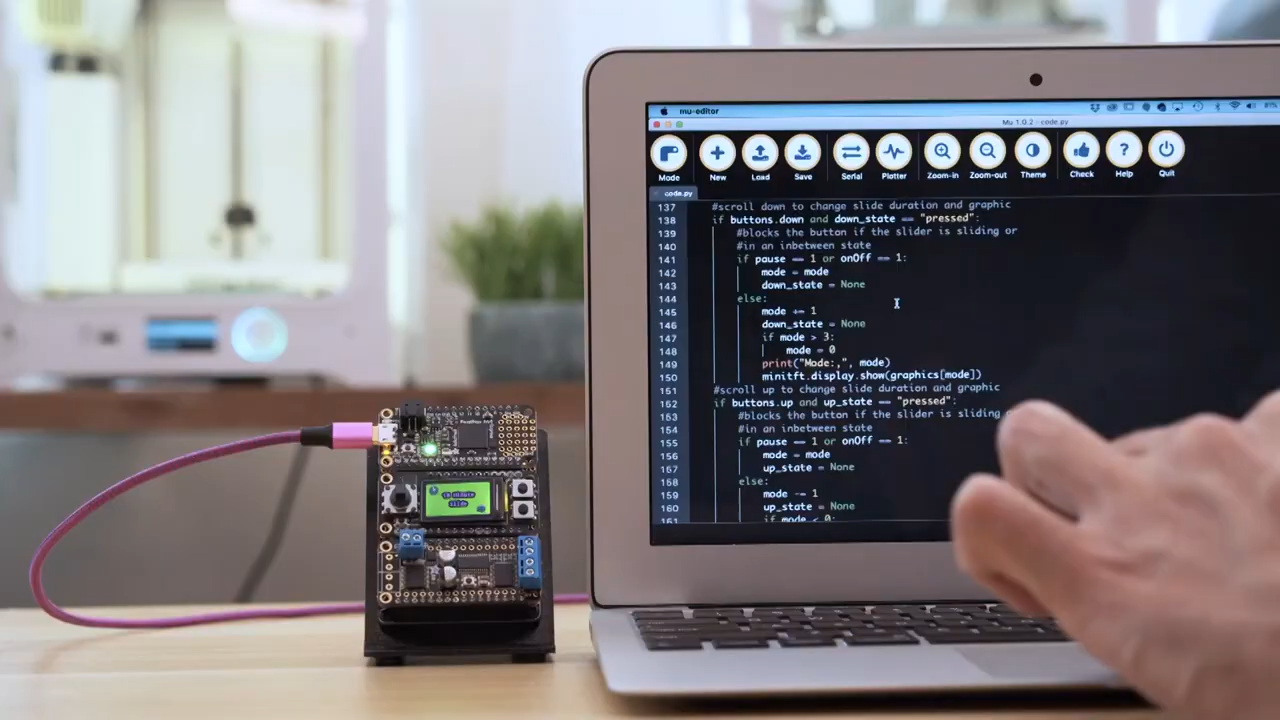 mu-editor
81%
Mu 1.0.2 - code.py
Mode New Load Save Serial Plotter Zoom-in Zoom-out Theme Check Help Quit
code.py
137 #scroll down to change slide duration and graphic
138 if buttons.down and down_state == "pressed":
139 #blocks the button if the slider is sliding or
140 #in an inbetween state
141 if pause == 1 or onOff == 1:
142 mode = mode
143 down_state = None
144 else:
145 mode += 1
146 down_state = None
147 if mode > 3:
148 mode = 0
149 print("Mode:,", mode)
150 minitft.display.show(graphics[mode])
151 #scroll up to change slide duration and graphic
152 if buttons.up and up_state == "pressed":
153 #blocks the button if the slider is sliding o
154 #in an inbetween state
155 if pause == 1 or onOff == 1:
156 mode = mode
157 up_state = None
158 else:
159 mode -= 1
160 up_state = None
161 if mode < 0:
slide